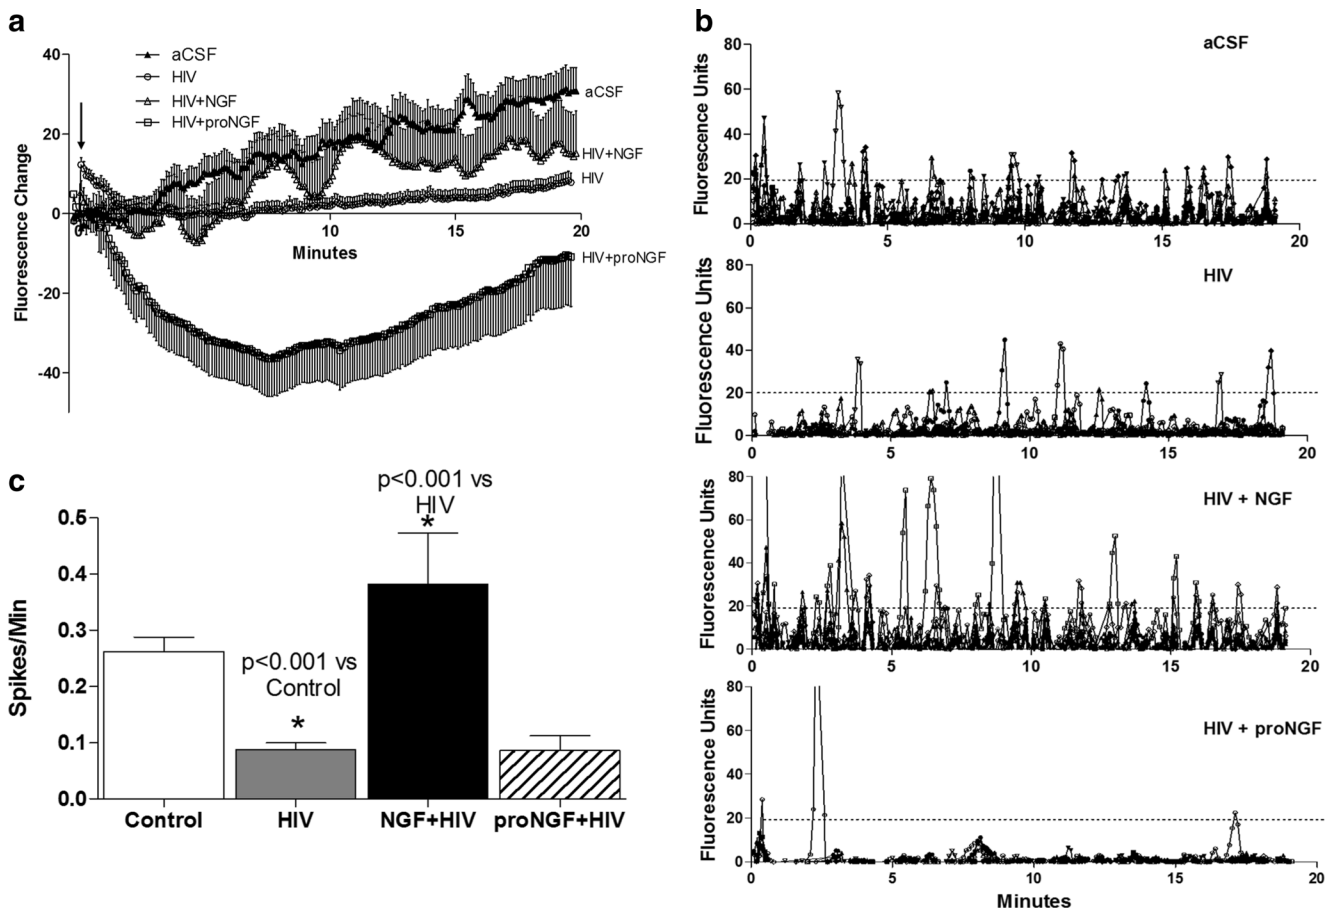 a
40
20
0
-20
-40
Fluorescence Change
aCSF
HIV
HIV+NGF
HIV+proNGF
aCSF
HIV+NGF
HIV
HIV+proNGF
0
5
10
15
20
Minutes
b
aCSF
Fluorescence Units
80
60
40
20
0
0 5 10 15 20
HIV
Fluorescence Units
80
60
40
20
0
0 5 10 15 20
HIV + NGF
Fluorescence Units
80
60
40
20
0
0 5 10 15 20
HIV + proNGF
Fluorescence Units
80
60
40
20
0
0 5 10 15 20
Minutes
c
Spikes/Min
0.6
0.5
0.4
0.3
0.2
0.1
0.0
p<0.001 vs
Control
*
p<0.001 vs
HIV
*
Control HIV NGF+HIV proNGF+HIV